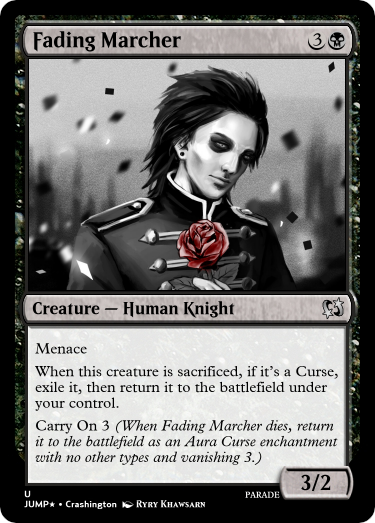 Fading Marcher 3
Creature — Human Knight
Menace
When this creature is sacrificed, if it's a Curse,
exile it, then return it to the battlefield under
your control.
Carry On 3 (When Fading Marcher dies, return
it to the battlefield as an Aura Curse enchantment
with no other types and vanishing 3.)
3/2
U
PARADE
JUMP★ • Crashington Ryry Khawsarn